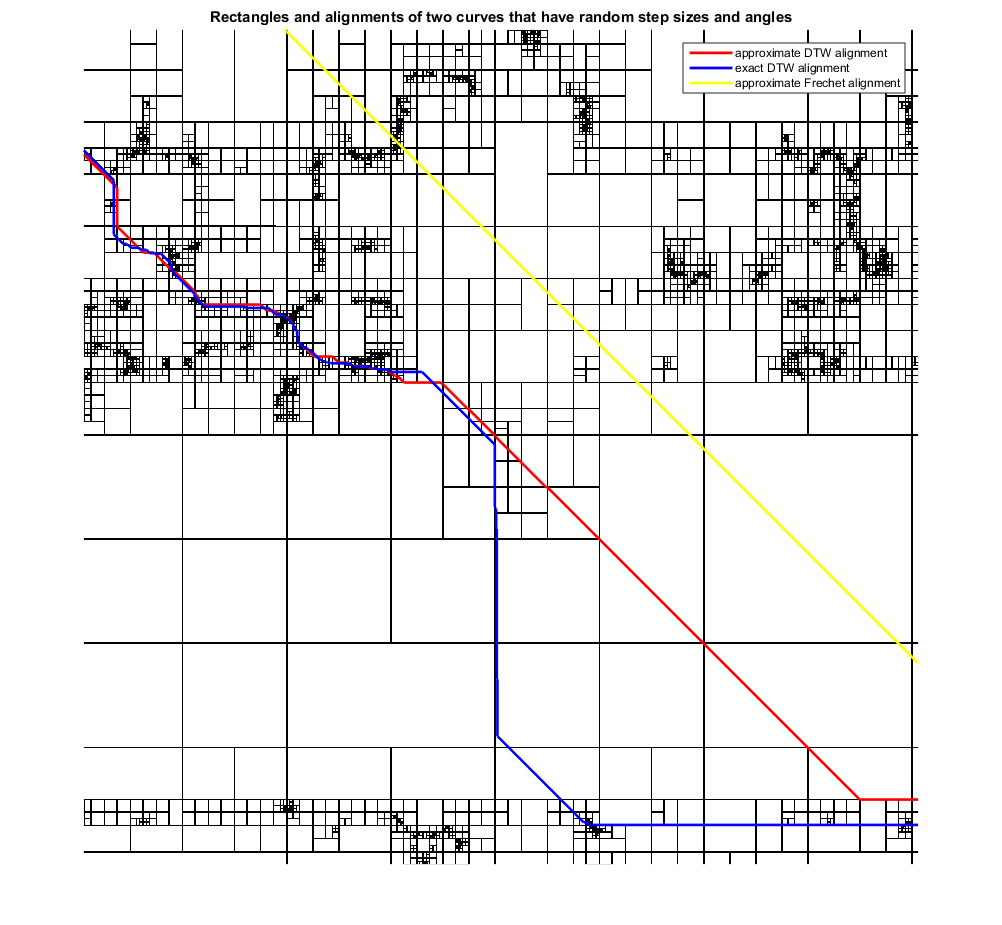 Rectangles and alignments of two curves that have random step sizes and angles
approximate DTW alignment
exact DTW alignment
approximate Frechet alignment